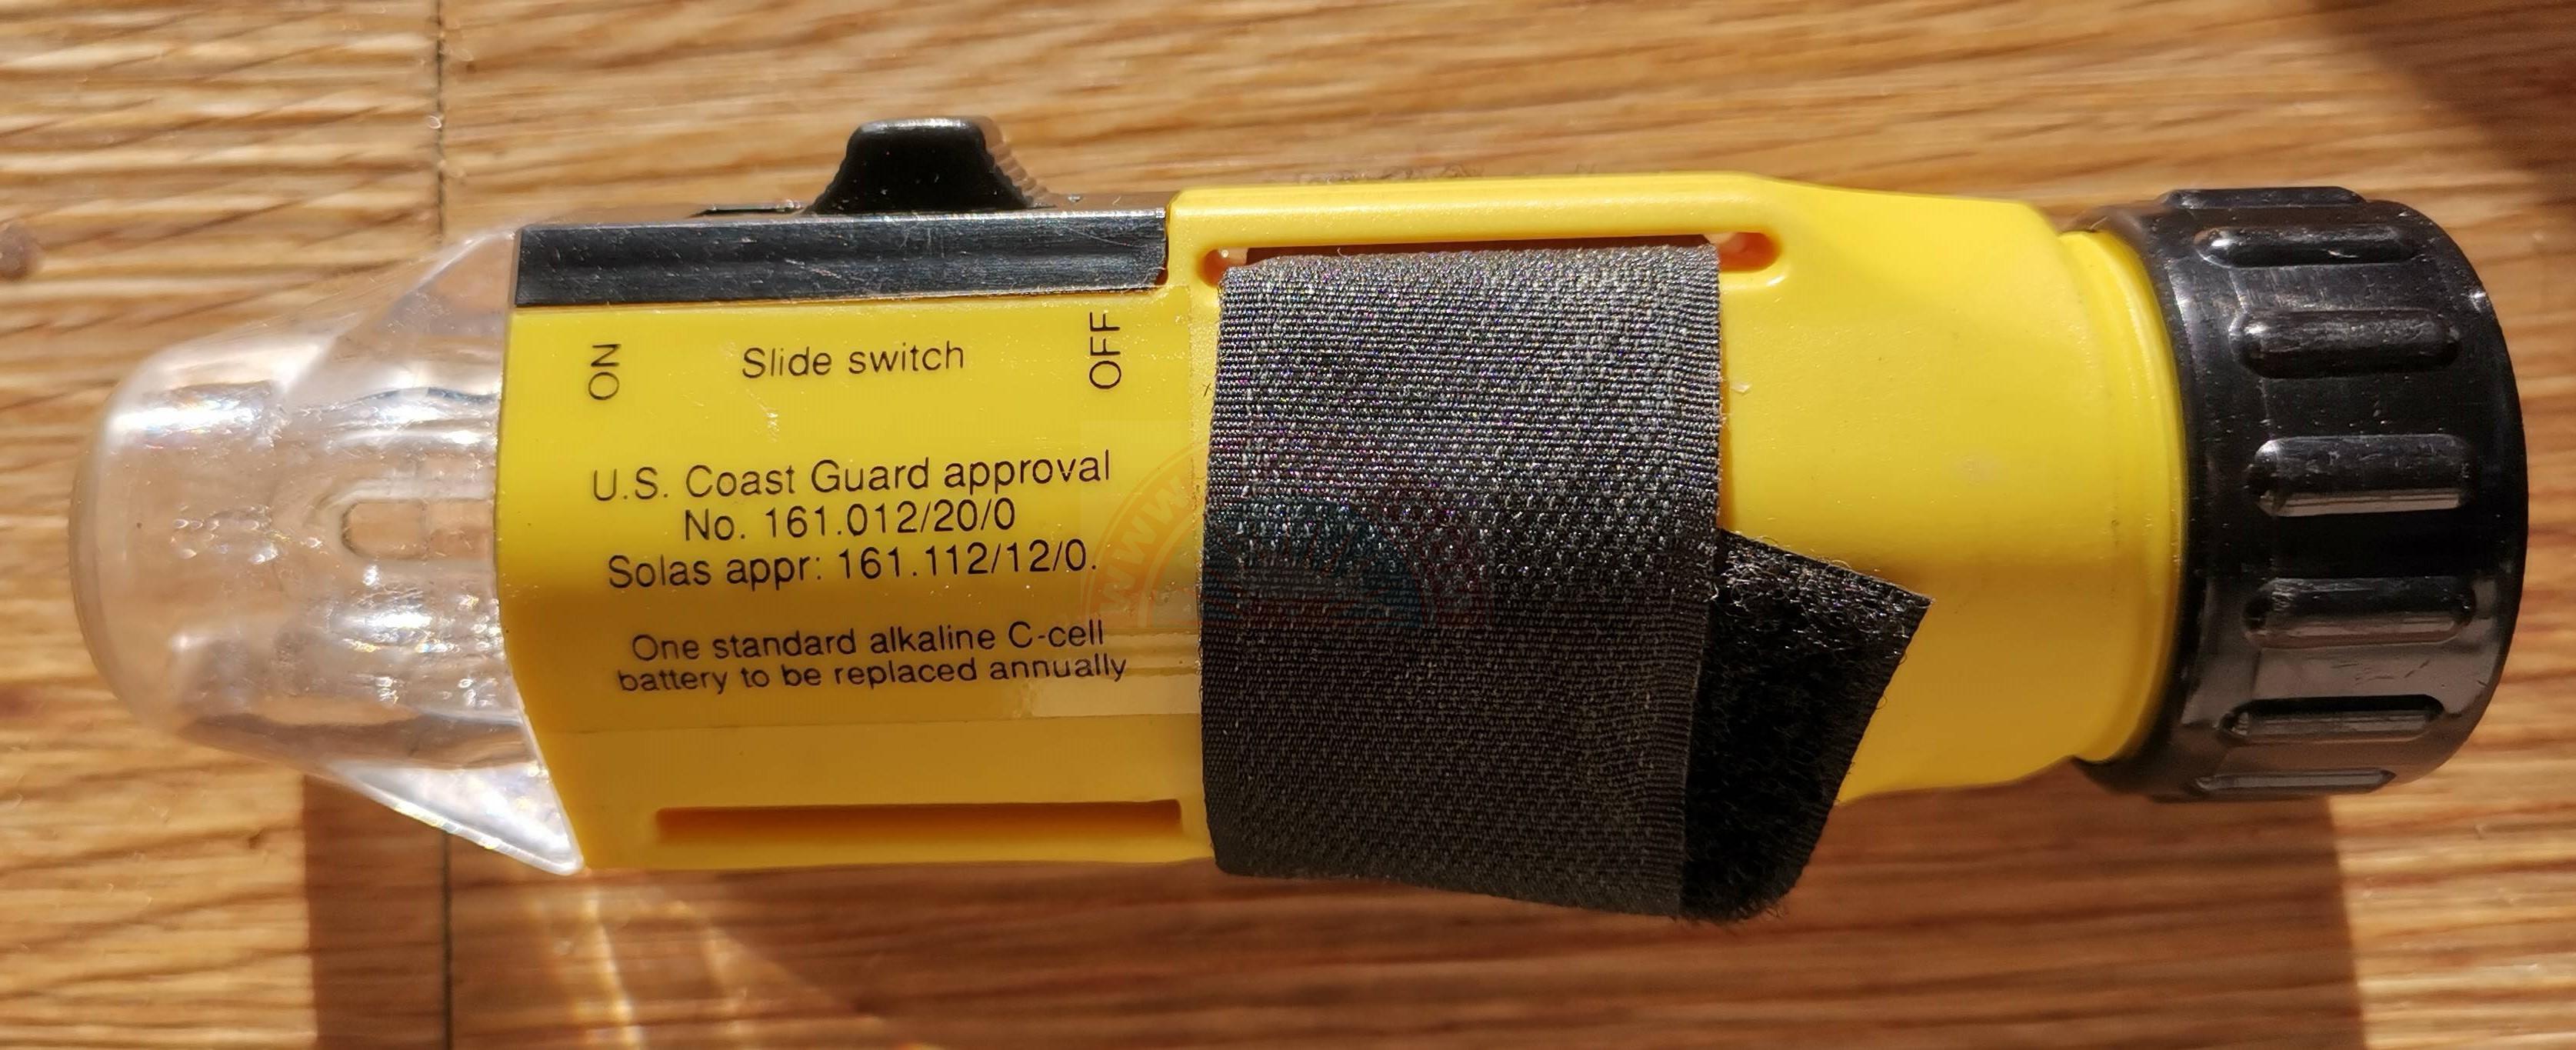 ON
Slide switch
OFF
U.S. Coast Guard approval
No. 161.012/20/0
Solas appr: 161.112/12/0.
One standard alkaline C-cell
battery to be replaced annually
www